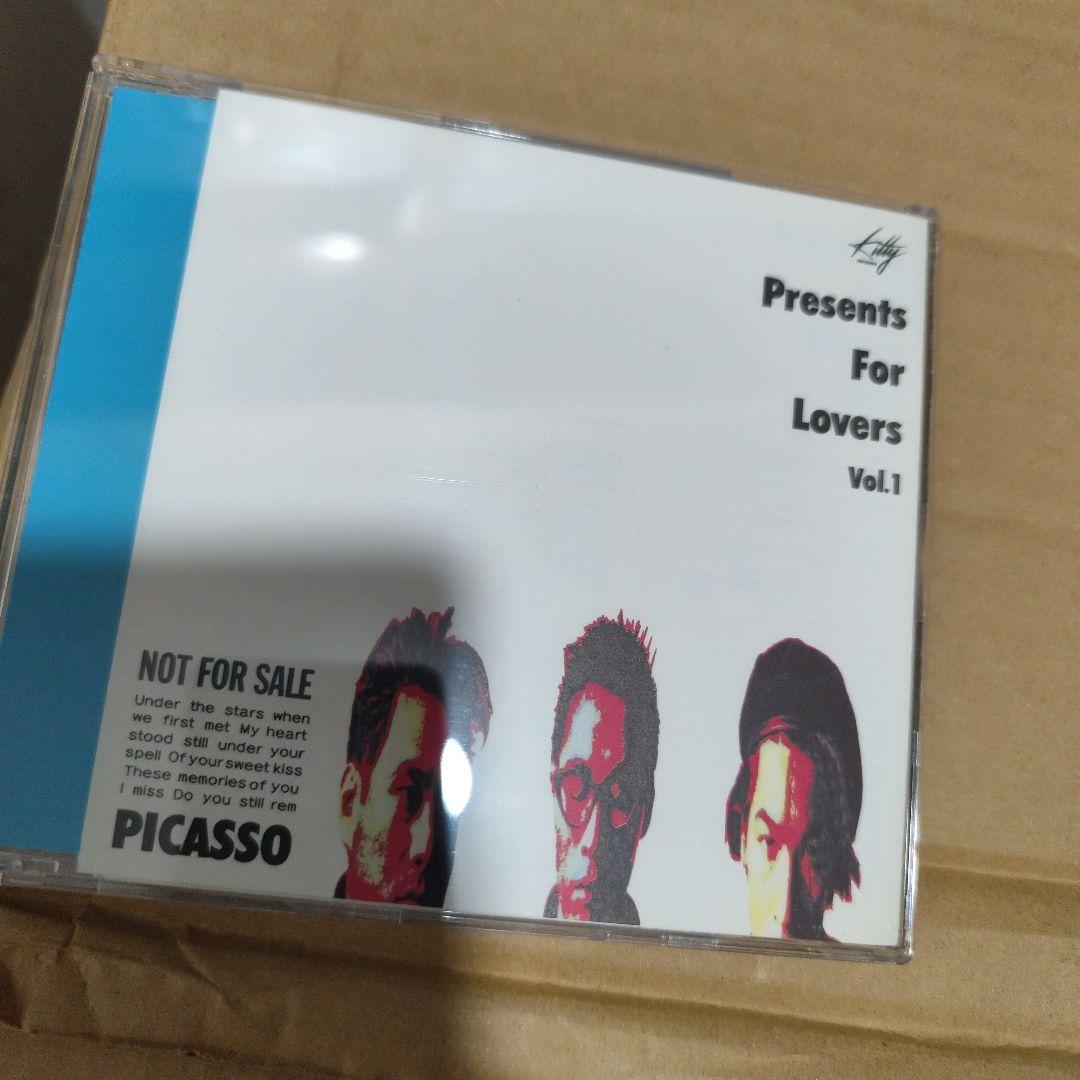 Kitty
Presents
For
Lovers
Vol.1
NOT FOR SALE
Under the stars when
we first met My heart
stood still under your
spell Of your sweet kiss
These memories of you
I miss Do you still rem
PICASSO